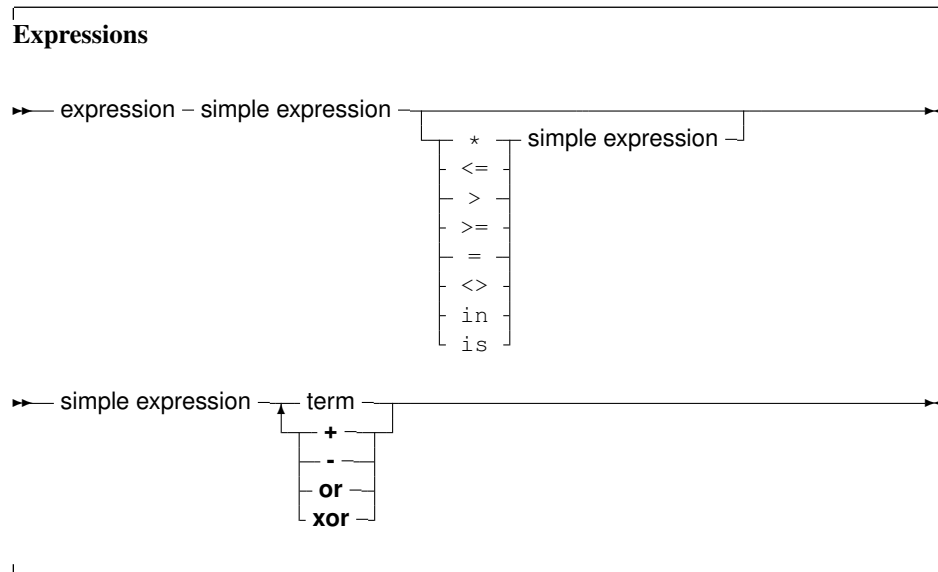 Expressions
expression simple expression
* simple expression
<=
>
>=
=
<>
in
is
simple expression term
+
-
or
xor